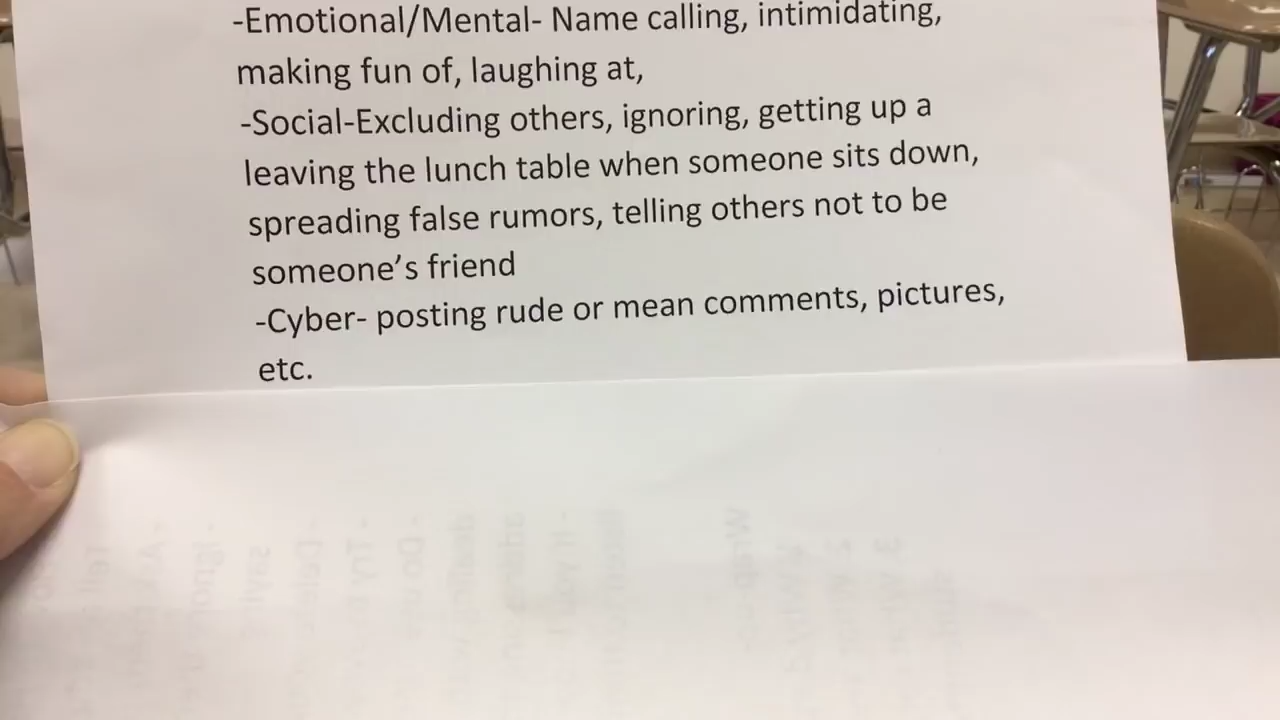 -Emotional/Mental- Name calling, intimidating,
making fun of, laughing at,
-Social-Excluding others, ignoring, getting up a
leaving the lunch table when someone sits down,
spreading false rumors, telling others not to be
someone’s friend
-Cyber- posting rude or mean comments, pictures,
etc.